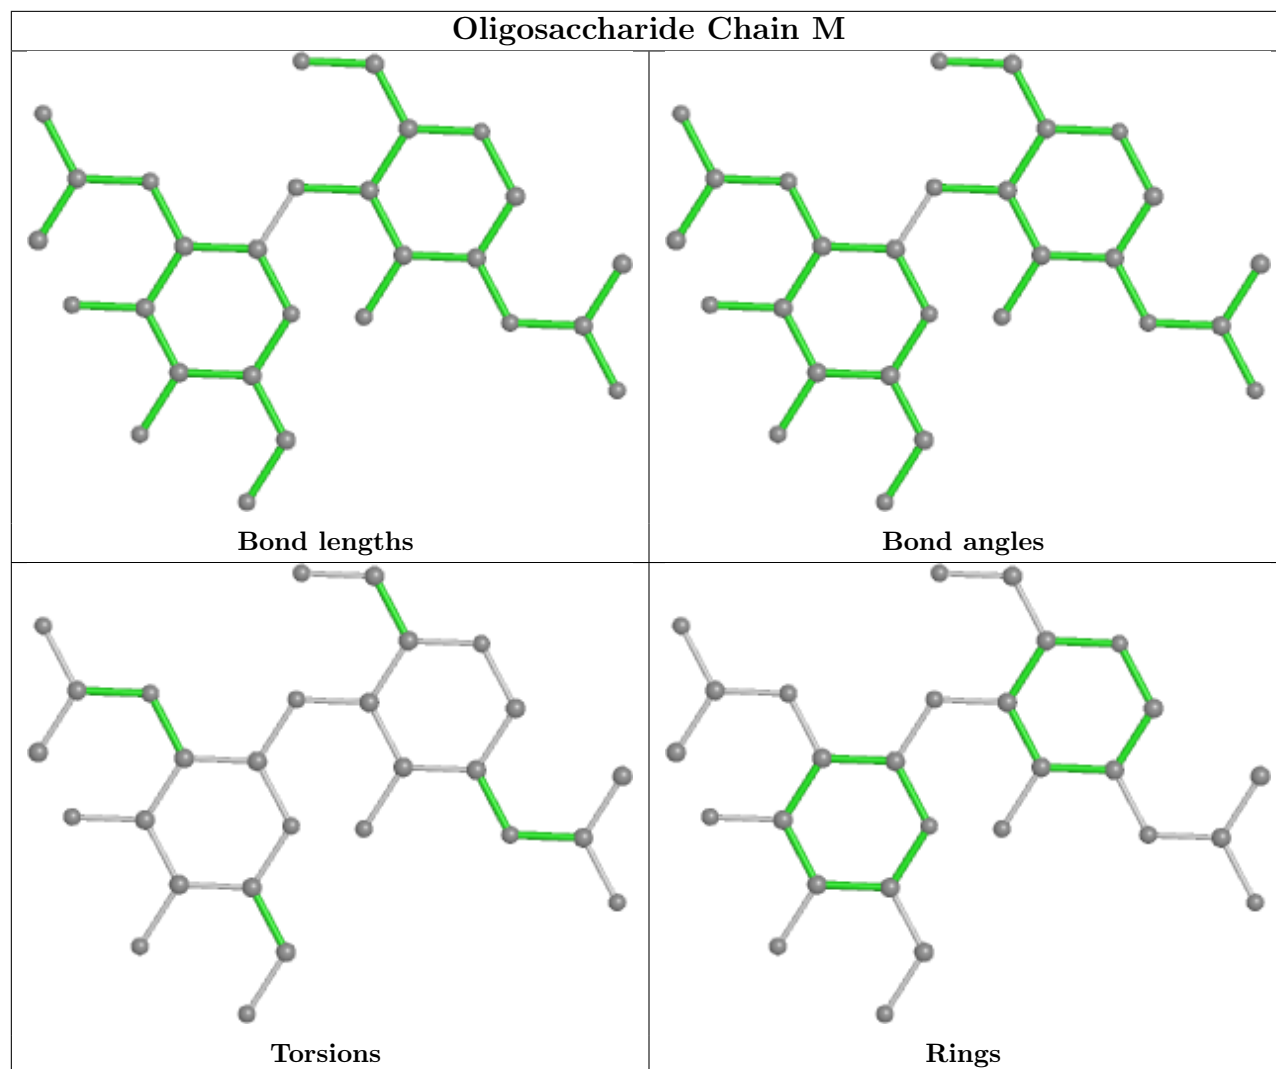 Oligosaccharide Chain M
Bond lengths
Bond angles
Torsions
Rings